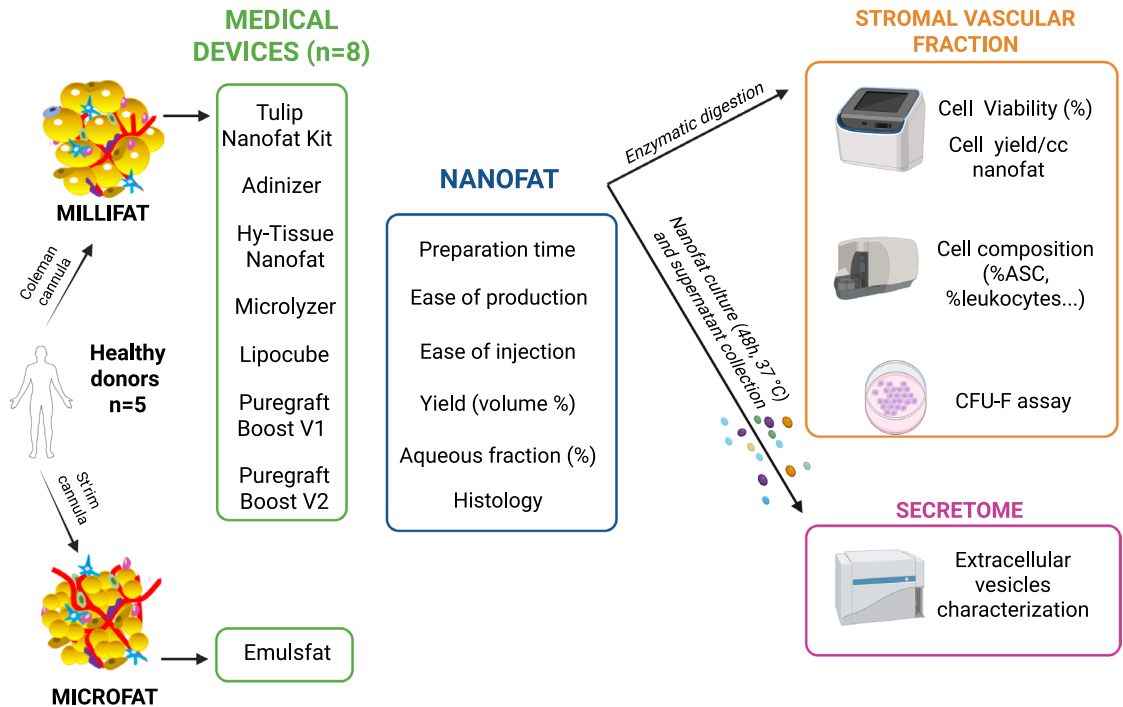 MEDICAL
DEVICES (n=8)
STROMAL VASCULAR
FRACTION
Tulip
Nanofat Kit
Adinizer
Hy-Tissue
Nanofat
Microlyzer
Lipocube
Puregraft
Boost V1
Puregraft
Boost V2
MILLIFAT
Coleman
cannula
Healthy
donors
n=5
St'rim
cannula
MICROFAT
Emulsfat
NANOFAT
Preparation time
Ease of production
Ease of injection
Yield (volume %)
Aqueous fraction (%)
Histology
Enzymatic digestion
Nanofat culture (48h, 37 °C)
and supernatant collection
Cell Viability (%)
Cell yield/cc
nanofat
Cell composition
(%ASC,
%leukocytes...)
CFU-F assay
SECRETOME
Extracellular
vesicles
characterization